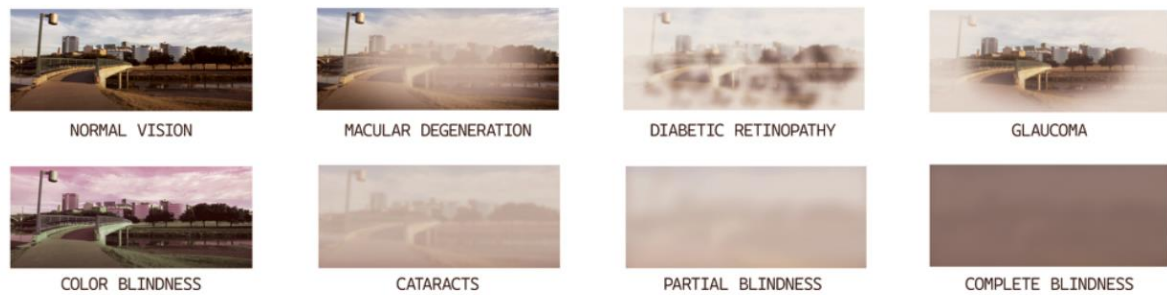 NORMAL VISION
MACULAR DEGENERATION
DIABETIC RETINOPATHY
GLAUCOMA
COLOR BLINDNESS
CATARACTS
PARTIAL BLINDNESS
COMPLETE BLINDNESS